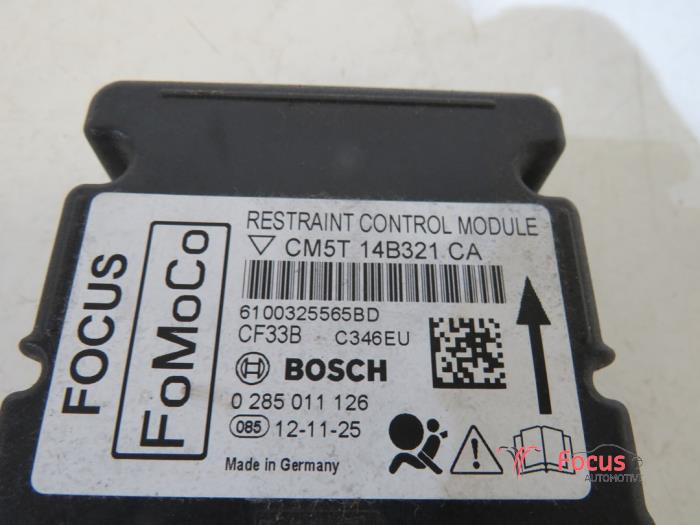 FOCUS
FoMoCo
RESTRAINT CONTROL MODULE
CM5T 14B321 CA
6100325565BD
CF33B C346EU
BOSCH
0 285 011 126
085 12-11-25
Made in Germany
Focus
AUTOMOTIVE